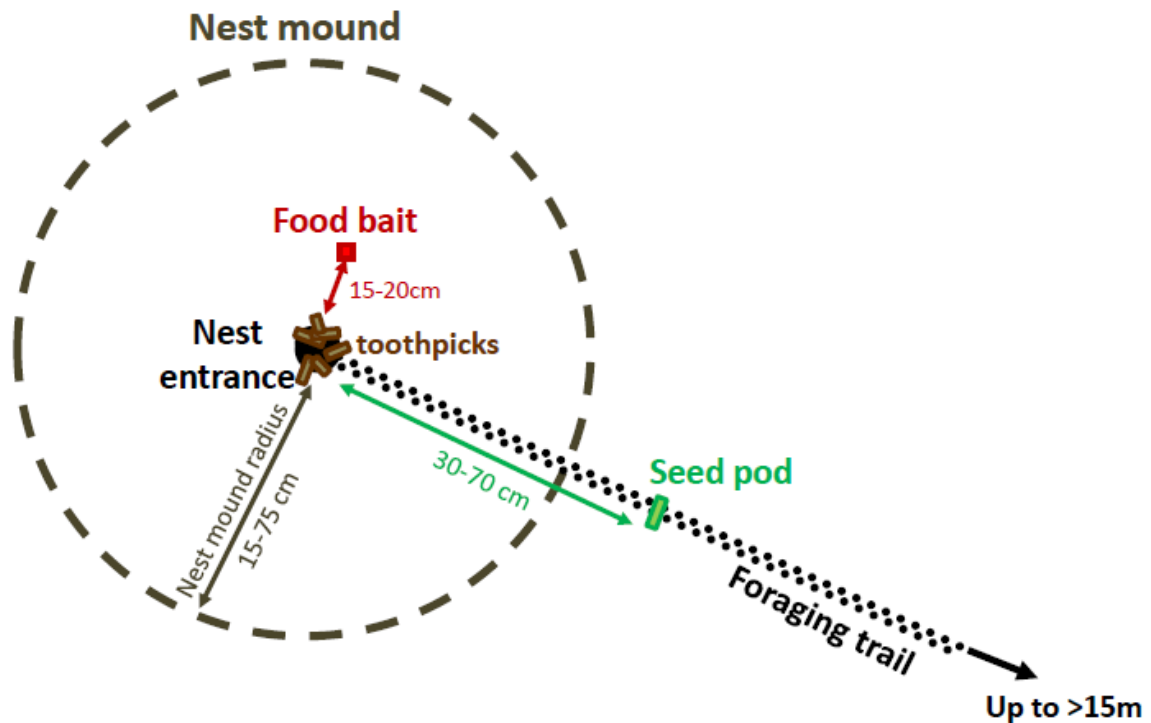 Nest mound
Food bait
15-20cm
Nest
entrance
toothpicks
Nest mound radius
15-75 cm
30-70 cm
Seed pod
Foraging trail
Up to >15m